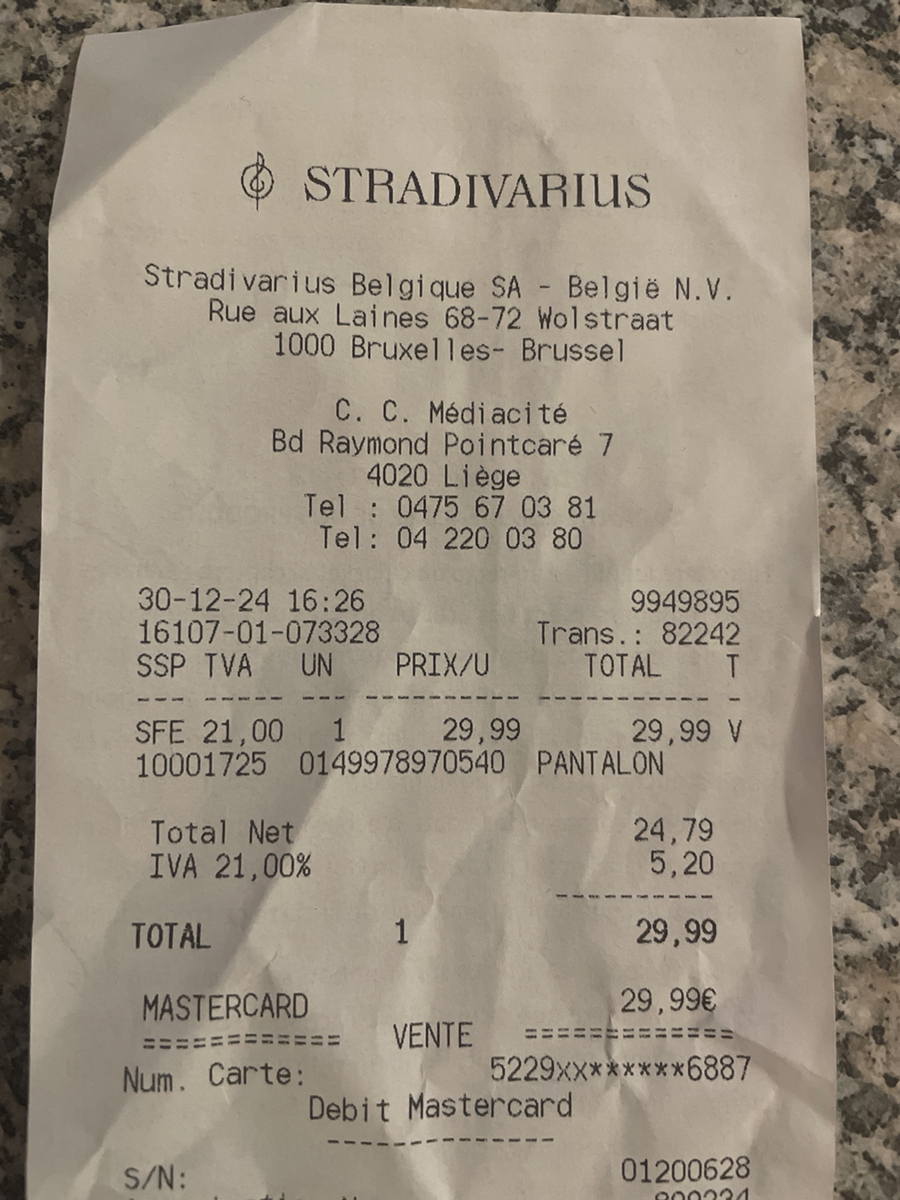 STRADIVARIUS
Stradivarius Belgique SA - België N.V.
Rue aux Laines 68-72 Wolstraat
1000 Bruxelles- Brussel
C. C. Médiacité
Bd Raymond Pointcaré 7
4020 Liège
Tel : 0475 67 03 81
Tel: 04 220 03 80
30-12-24 16:26 9949895
16107-01-073328 Trans.: 82242
SSP TVA UN PRIX/U TOTAL T
--- ----- --- ---------- ----------- -
SFE 21,00 1 29,99 29,99 V
10001725 0149978970540 PANTALON
Total Net 24,79
IVA 21,00% 5,20
----------
TOTAL 1 29,99
MASTERCARD 29,99€
============ VENTE =============
Num. Carte: 5229xx******6887
Debit Mastercard
--------------
S/N: 01200628